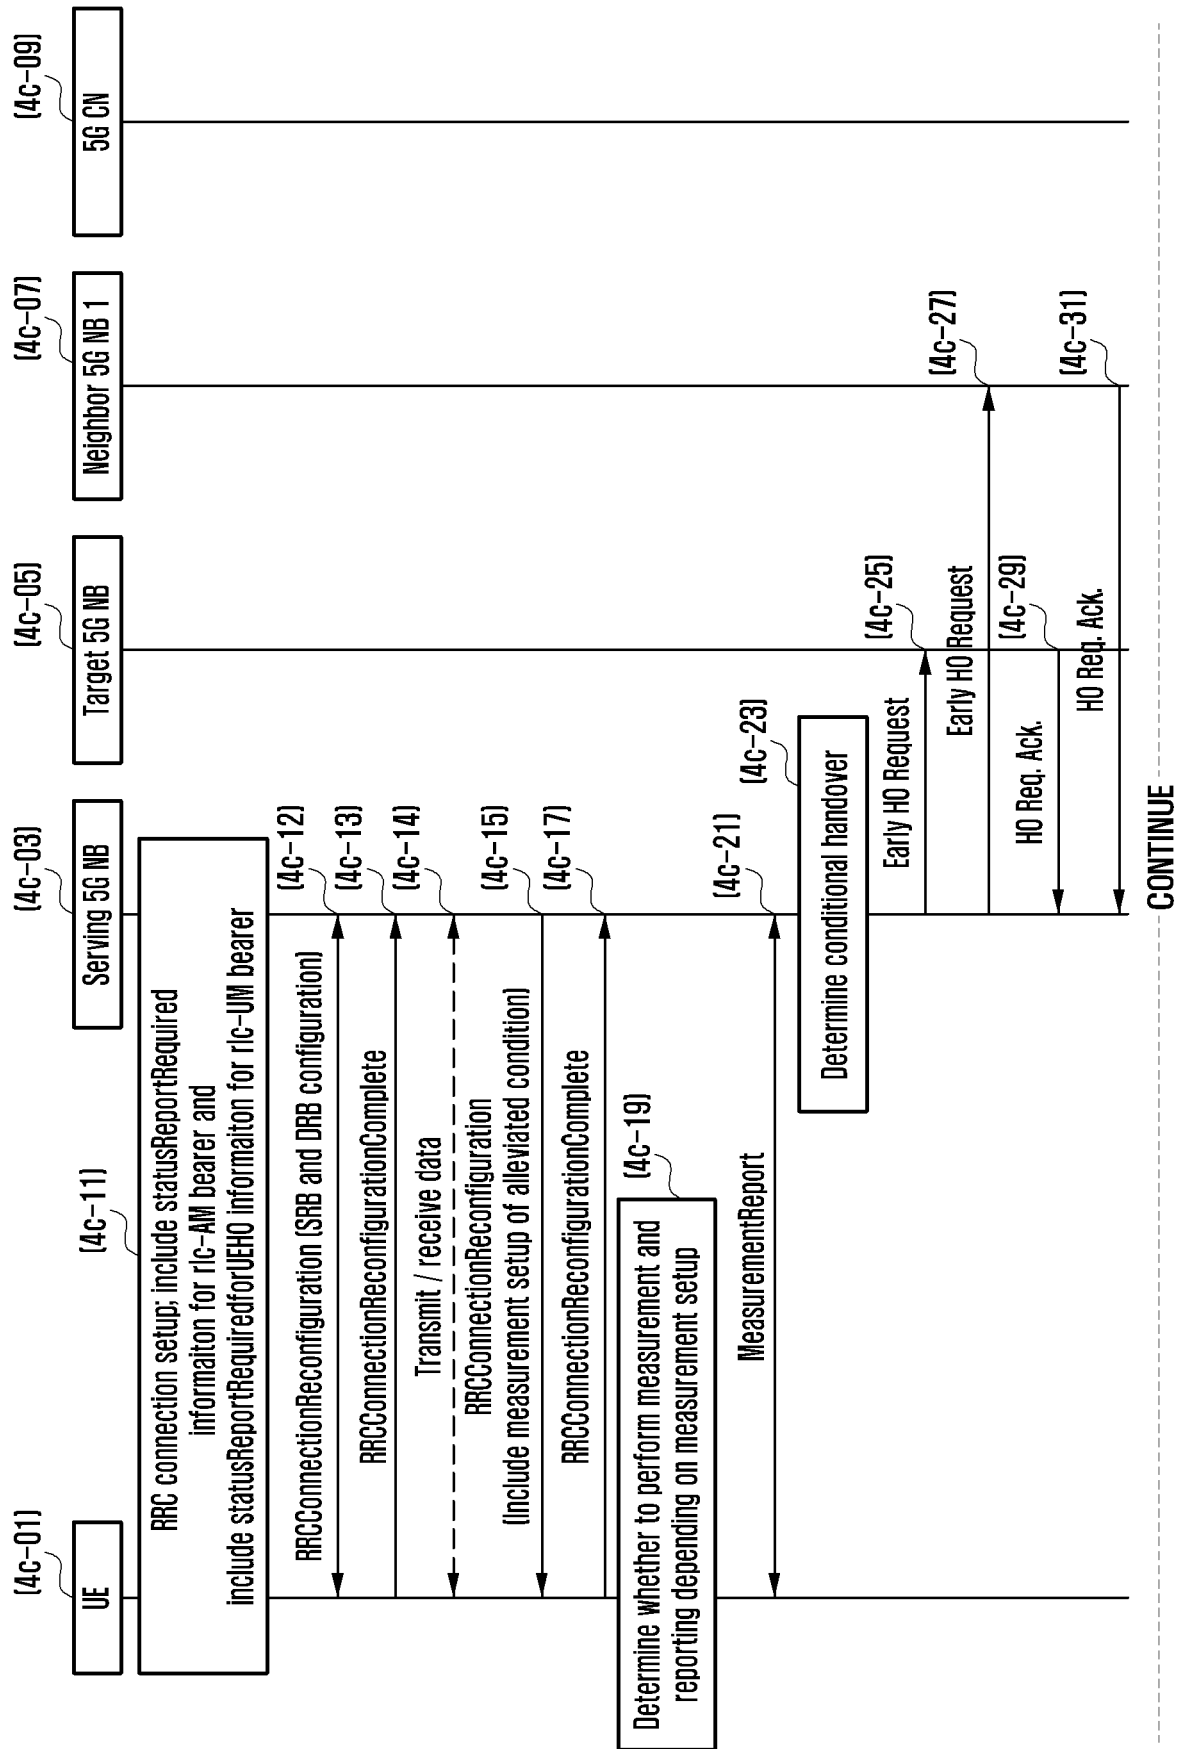 (4c-01)
(4c-03)
(4c-05)
(4c-07)
(4c-09)
UE
Serving 5G NB
Target 5G NB
Neighbor 5G NB 1
5G CN
(4c-11)
RRC connection setup; include statusReportRequired
informaiton for rlc-AM bearer and
include statusReportRequiredforUEHO informaiton for rlc-UM bearer
RRCConnectionReconfiguration (SRB and DRB configuration)
(4c-12)
RRCConnectionReconfigurationComplete
(4c-13)
Transmit / receive data
(4c-14)
RRCConnectionReconfiguration
(Include measurement setup of alleviated condition)
(4c-15)
RRCConnectionReconfigurationComplete
(4c-17)
(4c-19)
Determine whether to perform measurement and
reporting depending on measurement setup
MeasurementReport
(4c-21)
(4c-23)
Determine conditional handover
Early HO Request
(4c-25)
Early HO Request
(4c-27)
HO Req. Ack.
(4c-29)
HO Req. Ack.
(4c-31)
CONTINUE